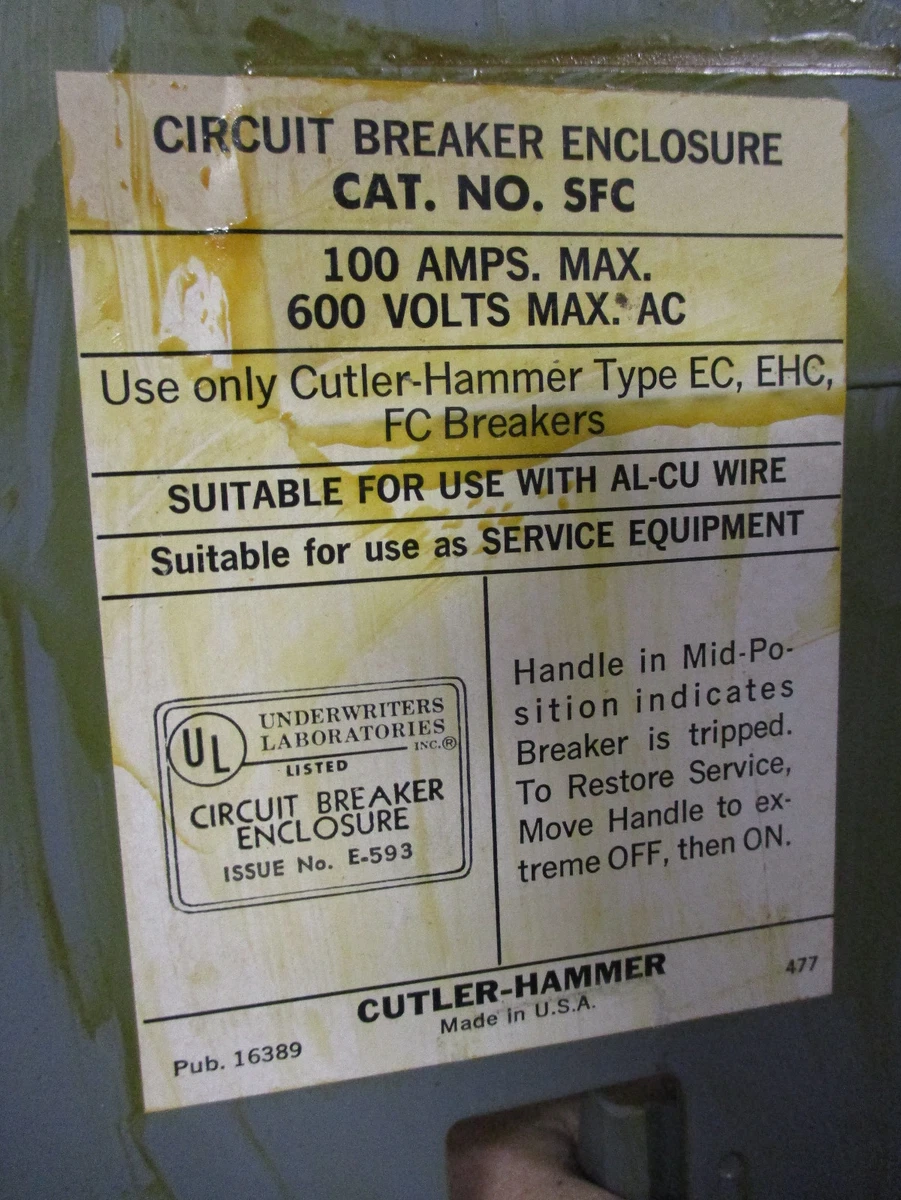 CIRCUIT BREAKER ENCLOSURE
CAT. NO. SFC
100 AMPS. MAX.
600 VOLTS MAX. AC
Use only Cutler-Hammer Type EC, EHC,
FC Breakers
SUITABLE FOR USE WITH AL-CU WIRE
Suitable for use as SERVICE EQUIPMENT
UL
UNDERWRITERS
LABORATORIES
INC.®
LISTED
CIRCUIT BREAKER
ENCLOSURE
ISSUE No. E-593
Handle in Mid-Po-
sition indicates
Breaker is tripped.
To Restore Service,
Move Handle to ex-
treme OFF, then ON.
CUTLER-HAMMER
Made in U.S.A.
477
Pub. 16389